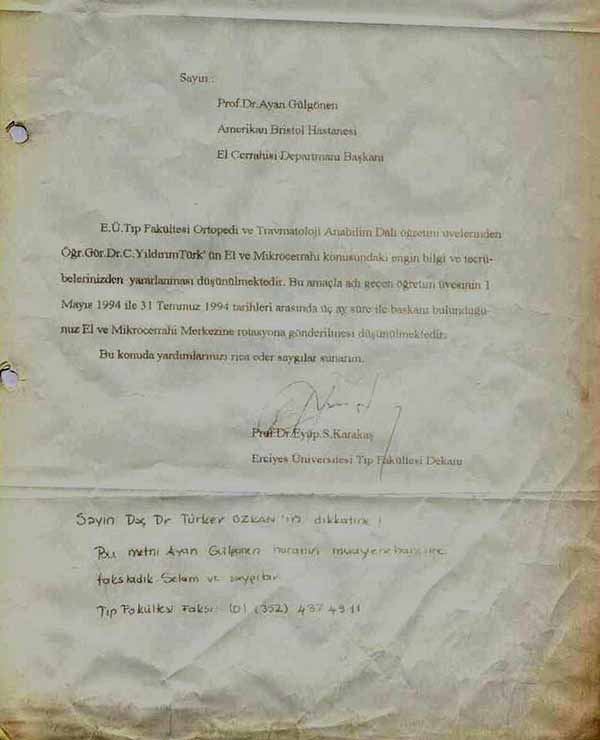 Sayın:
Prof.Dr.Ayan Gülgönen
Amerikan Bristol Hastanesi
El Cerrahisi Departmanı Başkanı
E.Ü.Tıp Fakültesi Ortopedi ve Travmatoloji Anabilim Dalı öğretim üyelerinden
Öğr.Gör.Dr.C.YıldırımTürk' ün El ve Mikrocerrahi konusundaki engin bilgi ve tecrü-
belerinizden yararlanması düşünülmektedir. Bu amaçla adı geçen öğretim üyesinin 1
Mayıs 1994 ile 31 Temmuz 1994 tarihleri arasında üç ay süre ile başkanı bulunduğu-
nuz El ve Mikrocerrahi Merkezine rotasyona gönderilmesi düşünülmektedir.
Bu konuda yardımlarınızı rica eder saygılar sunarım.
Prof.Dr.Eyüp.S.Karakaş
Erciyes Üniversitesi Tıp Fakültesi Dekanı
Sayın Doç Dr Türker ÖZKAN'ın dikkatine!
Bu metni Ayan Gülgönen hocanın muayenehanesine
faksladık. Selam ve saygılar
Tıp Fakültesi Faksı: (0) (352) 437 49 11